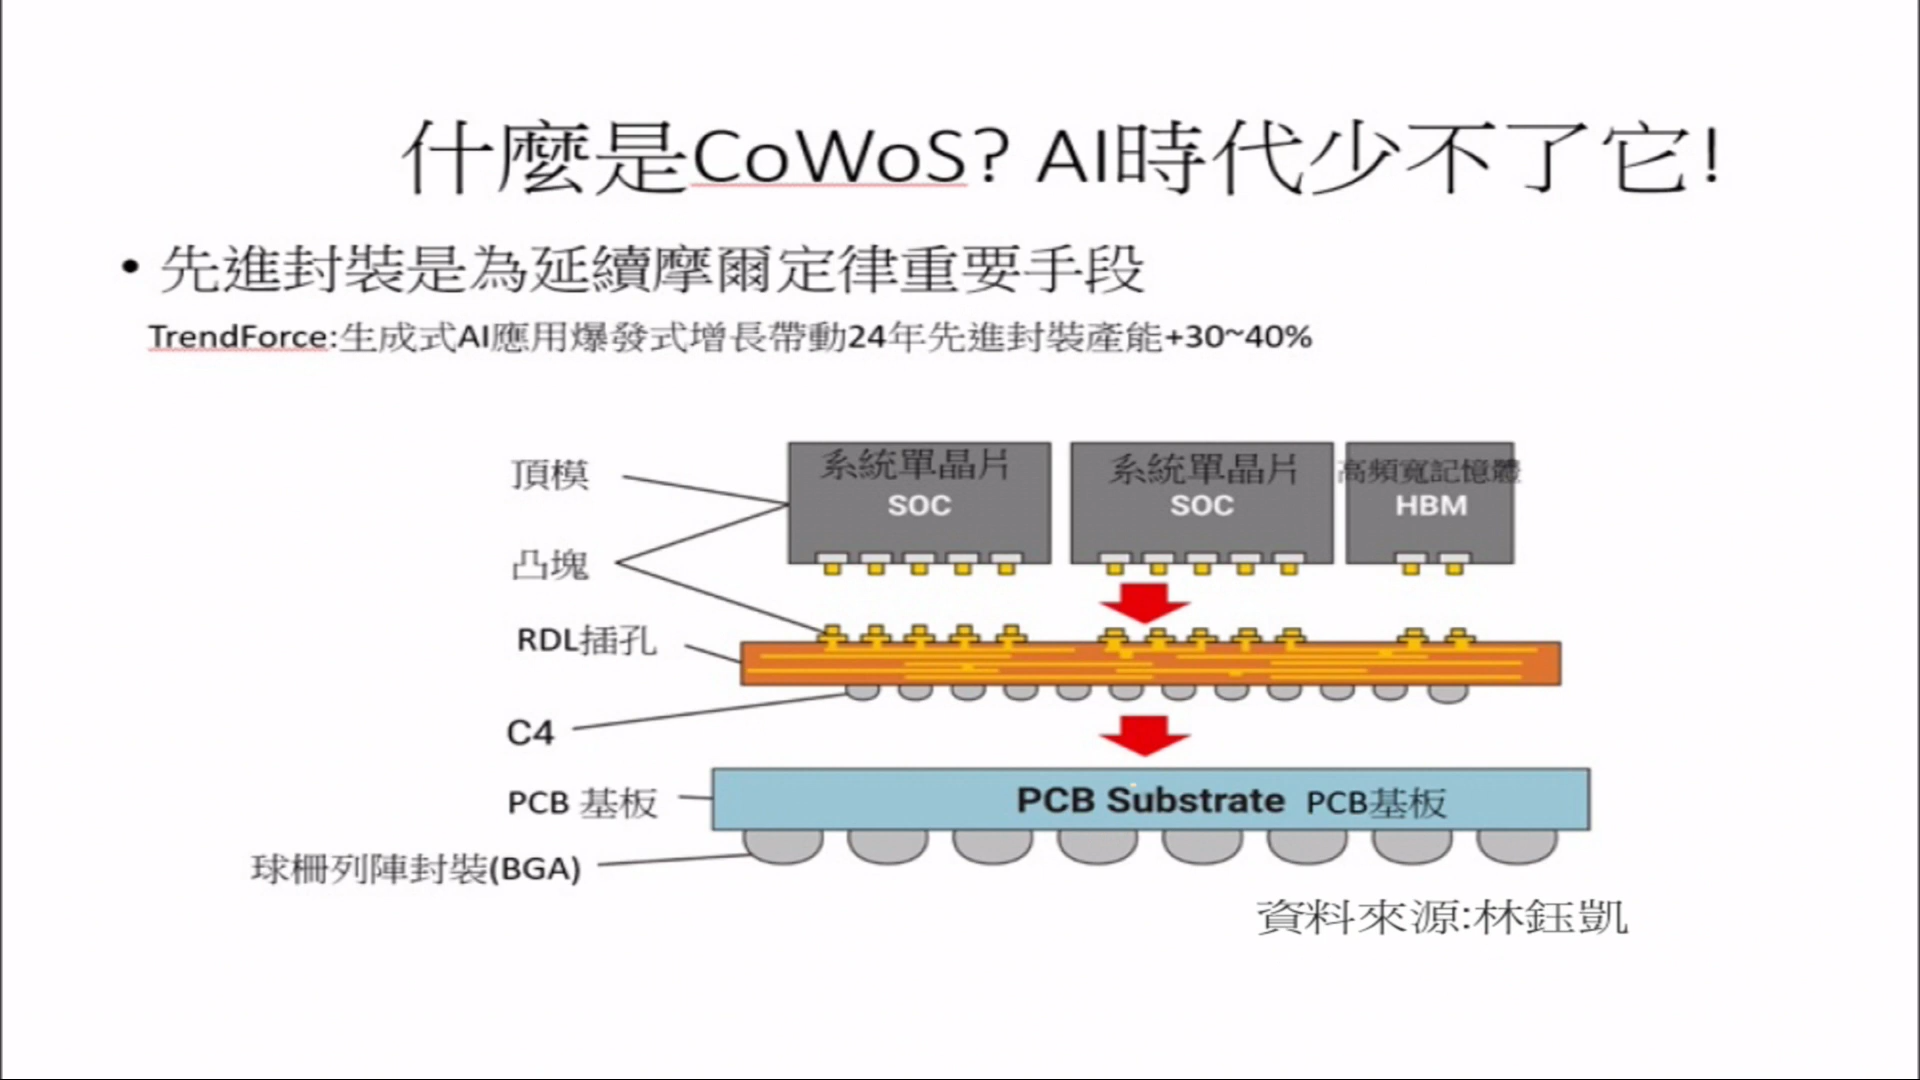 什麼是CoWoS? AI時代少不了它!
• 先進封裝是為延續摩爾定律重要手段
TrendForce:生成式AI應用爆發式增長帶動24年先進封裝產能+30~40%
頂模
系統單晶片
SOC
系統單晶片
SOC
高頻寬記憶體
HBM
凸塊
RDL插孔
C4
PCB 基板
PCB Substrate PCB基板
球柵列陣封裝(BGA)
資料來源:林鈺凱